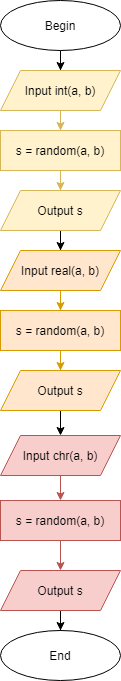 Begin
Input int(a, b)
s = random(a, b)
Output s
Input real(a, b)
s = random(a, b)
Output s
Input chr(a, b)
s = random(a, b)
Output s
End